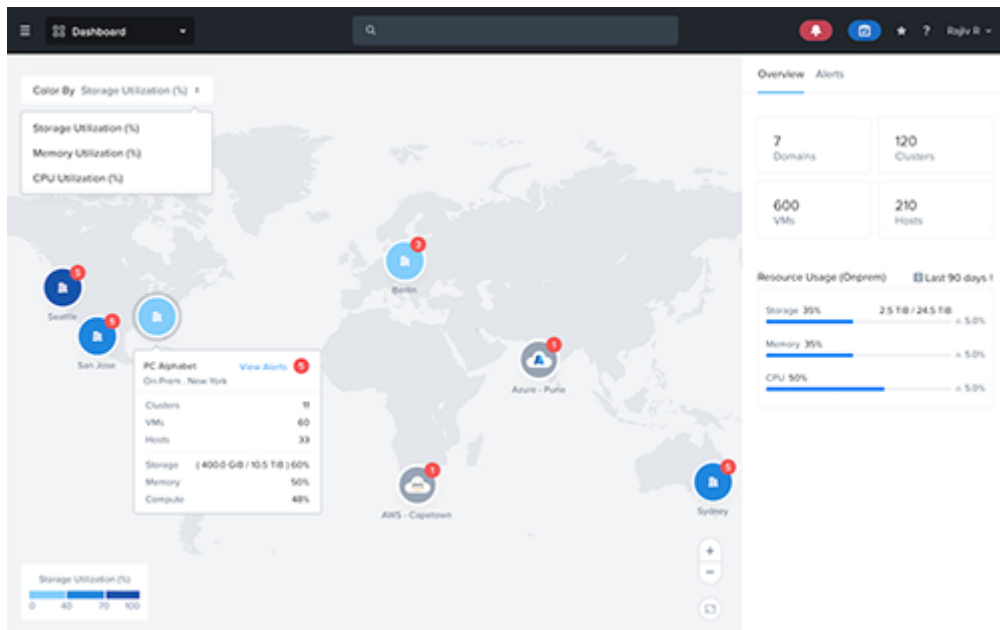 Dashboard
Rajiv R
Color By Storage Utilization (%)
Storage Utilization (%)
Memory Utilization (%)
CPU Utilization (%)
Overview Alerts
7
Domains
120
Clusters
600
VMs
210
Hosts
Resource Usage (Onprem) Last 90 days
Storage 35% 2.5 TiB / 24.5 TiB
5.0%
Memory 35%
5.0%
CPU 50%
5.0%
5
Seattle
5
San Jose
3
Berlin
PC Alphabet View Alerts 5
On-Prem , New York
Clusters 11
VMs 60
Hosts 33
Storage ( 400.0 GiB / 10.5 TiB ) 60%
Memory 50%
Compute 48%
1
Azure - Pune
1
AWS - Capetown
5
Sydney
+
-
Storage Utilization (%)
0 40 70 100